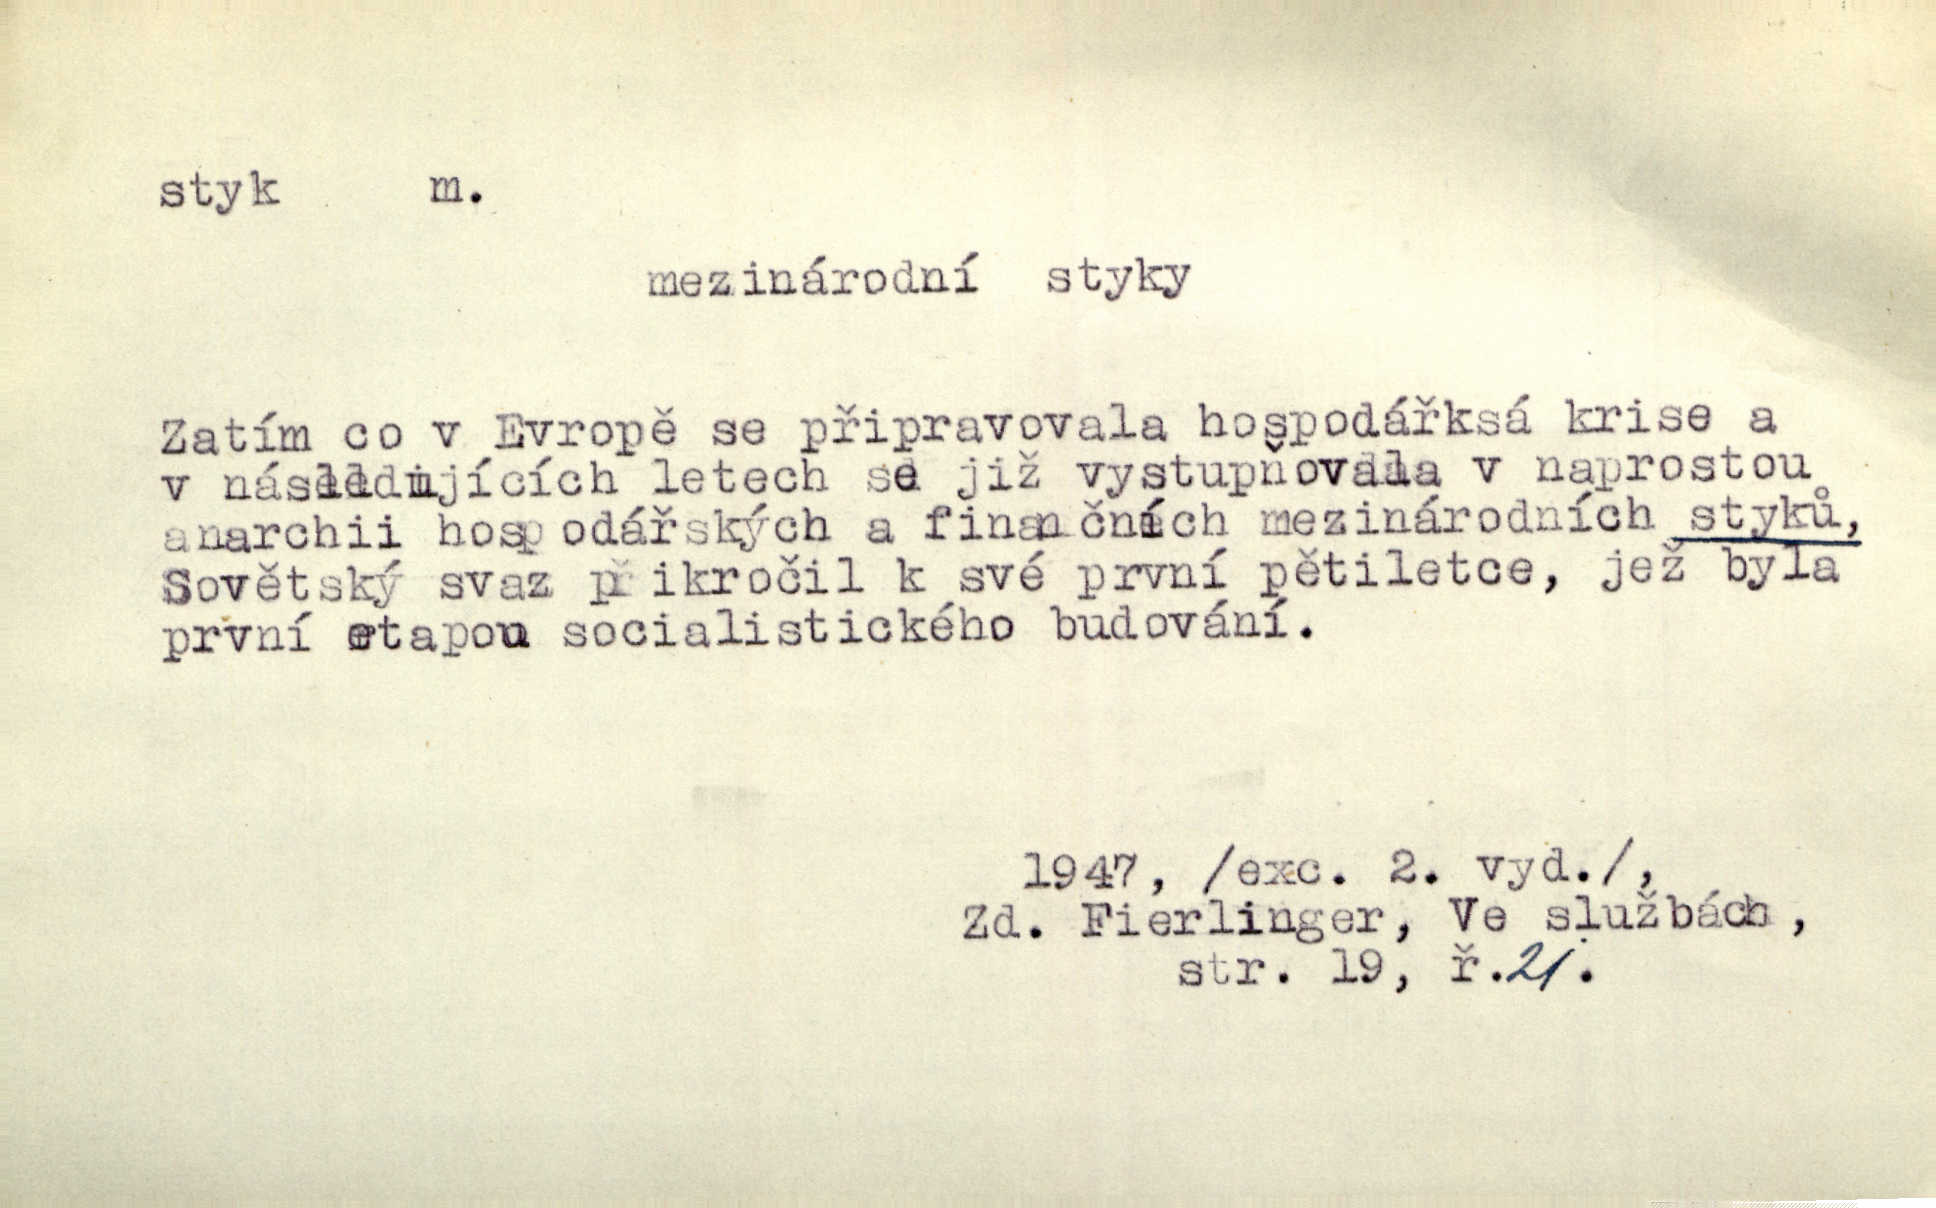 styk m.
mezinárodní styky
Zatím co v Evropě se připravovala hospodářksá krise a
v následujících letech se již vystupňovala v naprostou
anarchii hospodářských a finančních mezinárodních styků,
Sovětský svaz přikročil k své první pětiletce, jež byla
první etapou socialistického budování.
1947, /exc. 2. vyd./,
Zd. Fierlinger, Ve službách,
str. 19, ř.21.